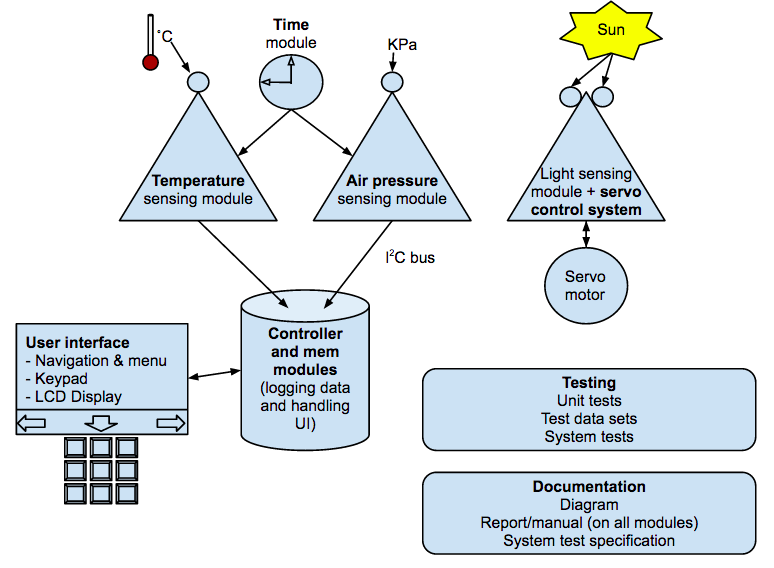 ˚C
Time
module
KPa
Sun
Temperature
sensing module
Air pressure
sensing module
Light sensing
module + servo
control system
I²C bus
Servo
motor
User interface
- Navigation & menu
- Keypad
- LCD Display
Controller
and mem
modules
(logging data
and handling
UI)
Testing
Unit tests
Test data sets
System tests
Documentation
Diagram
Report/manual (on all modules)
System test specification